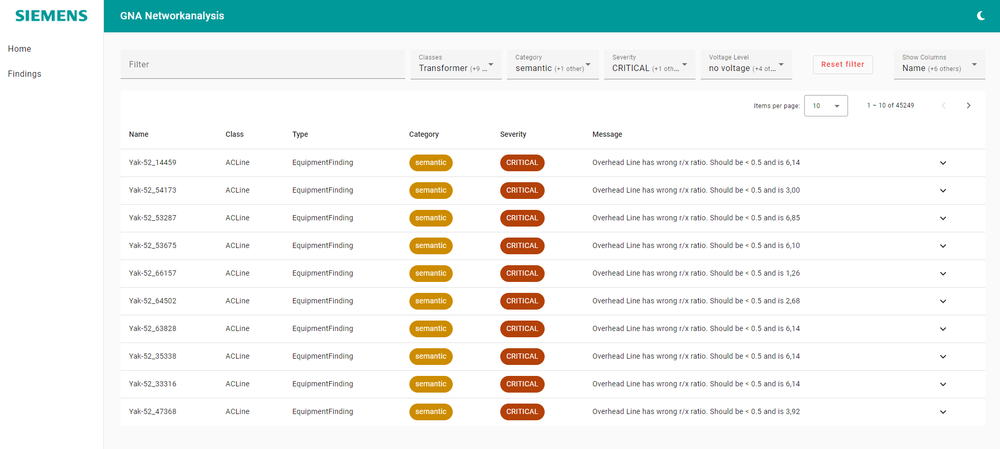 SIEMENS
GNA Networkanalysis
Home
Findings
Filter
Classes
Transformer (+9 ...
Category
semantic (+1 other)
Severity
CRITICAL (+1 oth...
Voltage Level
no voltage (+4 ot...
Reset filter
Show Columns
Name (+6 others)
Items per page: 10 1 – 10 of 45249
Name Class Type Category Severity Message
Yak-52_14459 ACLine EquipmentFinding semantic CRITICAL Overhead Line has wrong r/x ratio. Should be < 0.5 and is 6,14
Yak-52_54173 ACLine EquipmentFinding semantic CRITICAL Overhead Line has wrong r/x ratio. Should be < 0.5 and is 3,00
Yak-52_53287 ACLine EquipmentFinding semantic CRITICAL Overhead Line has wrong r/x ratio. Should be < 0.5 and is 6,85
Yak-52_53675 ACLine EquipmentFinding semantic CRITICAL Overhead Line has wrong r/x ratio. Should be < 0.5 and is 6,10
Yak-52_66157 ACLine EquipmentFinding semantic CRITICAL Overhead Line has wrong r/x ratio. Should be < 0.5 and is 1,26
Yak-52_64502 ACLine EquipmentFinding semantic CRITICAL Overhead Line has wrong r/x ratio. Should be < 0.5 and is 2,68
Yak-52_63828 ACLine EquipmentFinding semantic CRITICAL Overhead Line has wrong r/x ratio. Should be < 0.5 and is 6,14
Yak-52_35338 ACLine EquipmentFinding semantic CRITICAL Overhead Line has wrong r/x ratio. Should be < 0.5 and is 6,14
Yak-52_33316 ACLine EquipmentFinding semantic CRITICAL Overhead Line has wrong r/x ratio. Should be < 0.5 and is 6,14
Yak-52_47368 ACLine EquipmentFinding semantic CRITICAL Overhead Line has wrong r/x ratio. Should be < 0.5 and is 3,92